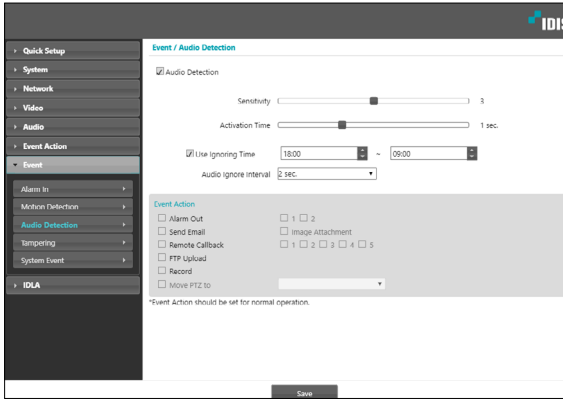 IDIS
Quick Setup
System
Network
Video
Audio
Event Action
Event
Alarm In
Motion Detection
Audio Detection
Tampering
System Event
IDLA
Event / Audio Detection
Audio Detection
Sensitivity 3
Activation Time 1 sec.
Use Ignoring Time 18:00 ~ 09:00
Audio Ignore Interval 2 sec.
Event Action
Alarm Out 1 2
Send Email Image Attachment
Remote Callback 1 2 3 4 5
FTP Upload
Record
Move PTZ to
*Event Action should be set for normal operation.
Save